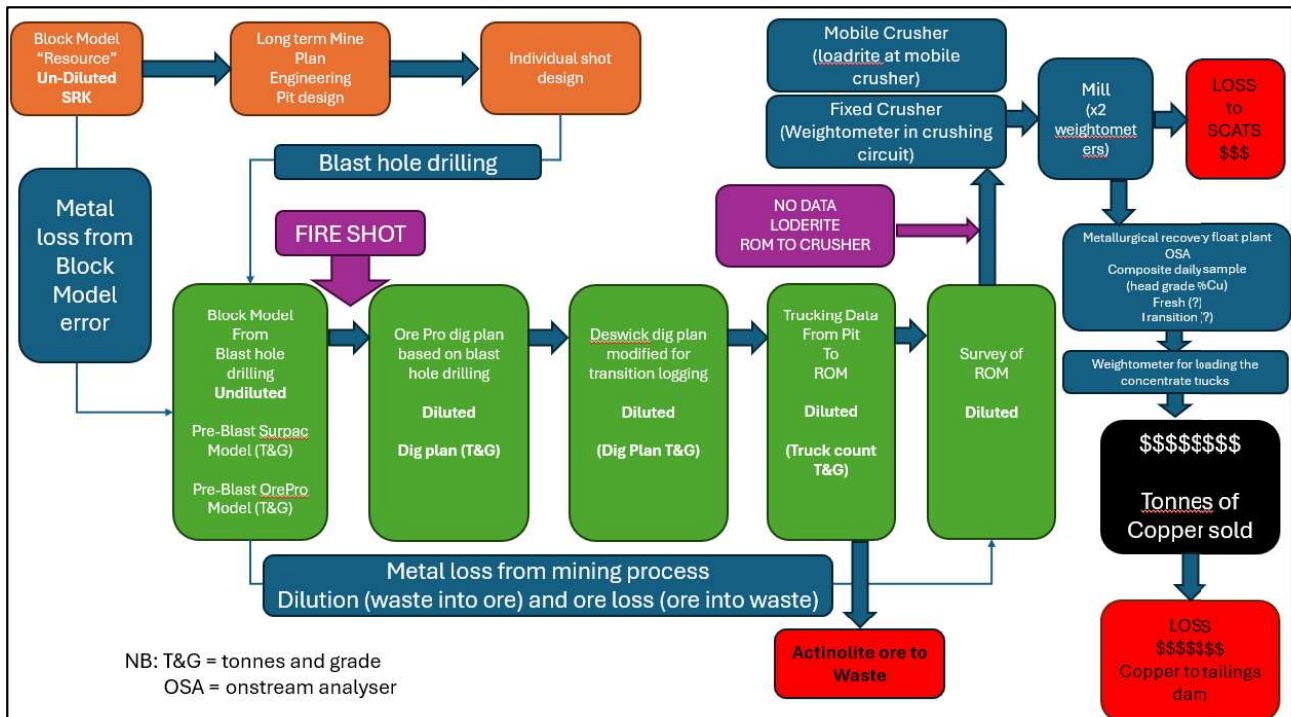 Block Model
"Resource"
Un-Diluted
SRK
Long term Mine
Plan
Engineering
Pit design
Individual shot
design
Mobile Crusher
(loadrite at mobile
crusher)
Fixed Crusher
(Weightometer in crushing
circuit)
Mill
(x2
weightomet
ers)
LOSS
to
SCATS
$$$
Blast hole drilling
Metal
loss from
Block
Model
error
FIRE SHOT
NO DATA
LODERITE
ROM TO CRUSHER
Metallurgical recovery float plant
OSA
Composite daily sample
(head grade %Cu)
Fresh (?)
Transition (?)
Weightometer for loading the
concentrate trucks
Block Model
From
Blast hole
drilling
Undiluted
Pre-Blast Surpac
Model (T&G)
Pre-Blast OrePro
Model (T&G)
Ore Pro dig plan
based on blast
hole drilling
Diluted
Dig plan (T&G)
Deswick dig plan
modified for
transition logging
Diluted
(Dig Plan T&G)
Trucking Data
From Pit
To
ROM
Diluted
(Truck count
T&G)
Survey of
ROM
Diluted
$$$$$$$$
Tonnes of
Copper sold
Metal loss from mining process
Dilution (waste into ore) and ore loss (ore into waste)
Actinolite ore to
Waste
LOSS
$$$$$$$
Copper to tailings
dam
NB: T&G = tonnes and grade
OSA = onstream analyser